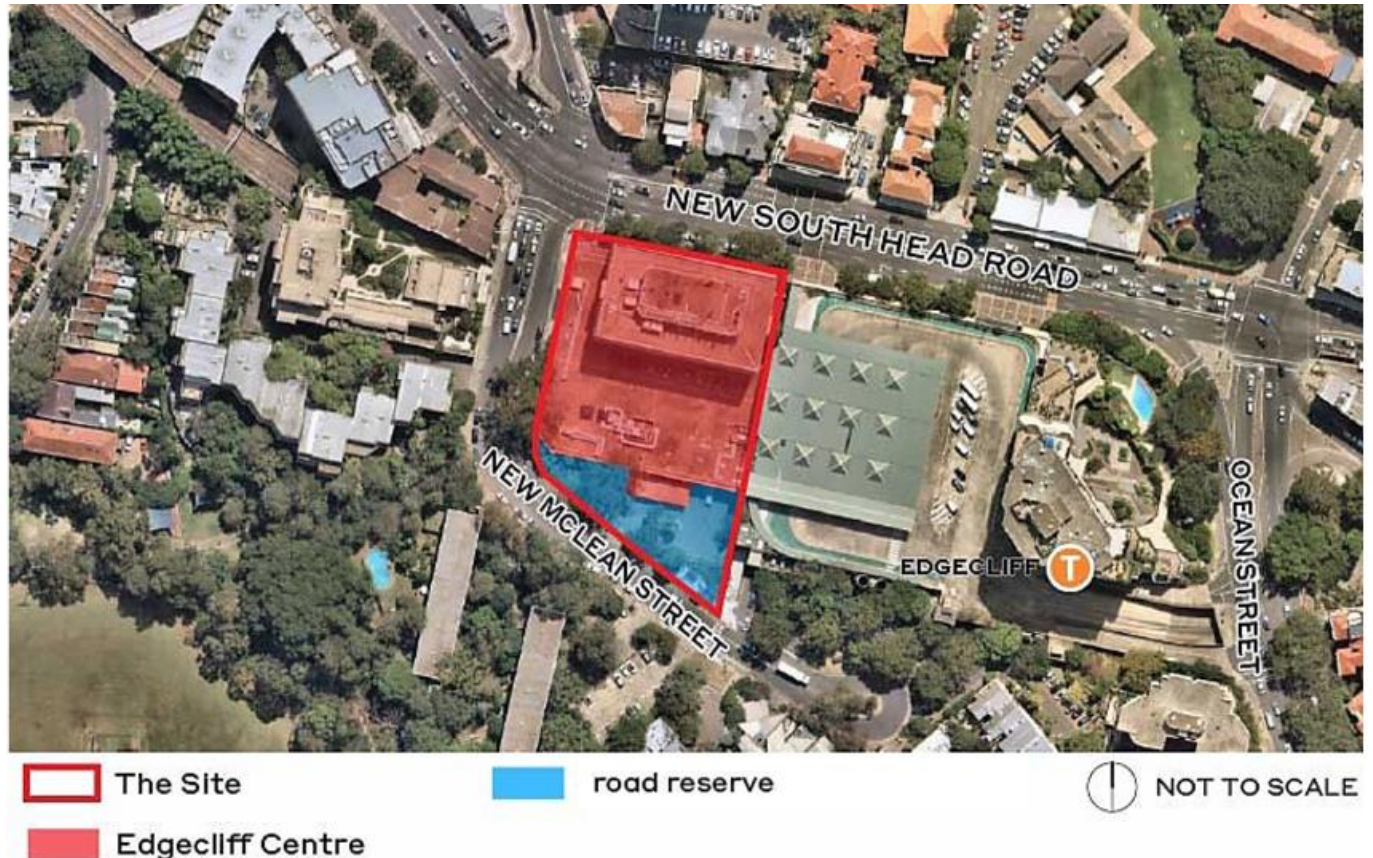 NEW SOUTH HEAD ROAD
NEW MCLEAN STREET
EDGECLIFF T
OCEAN STREET
The Site
road reserve
NOT TO SCALE
Edgecliff Centre